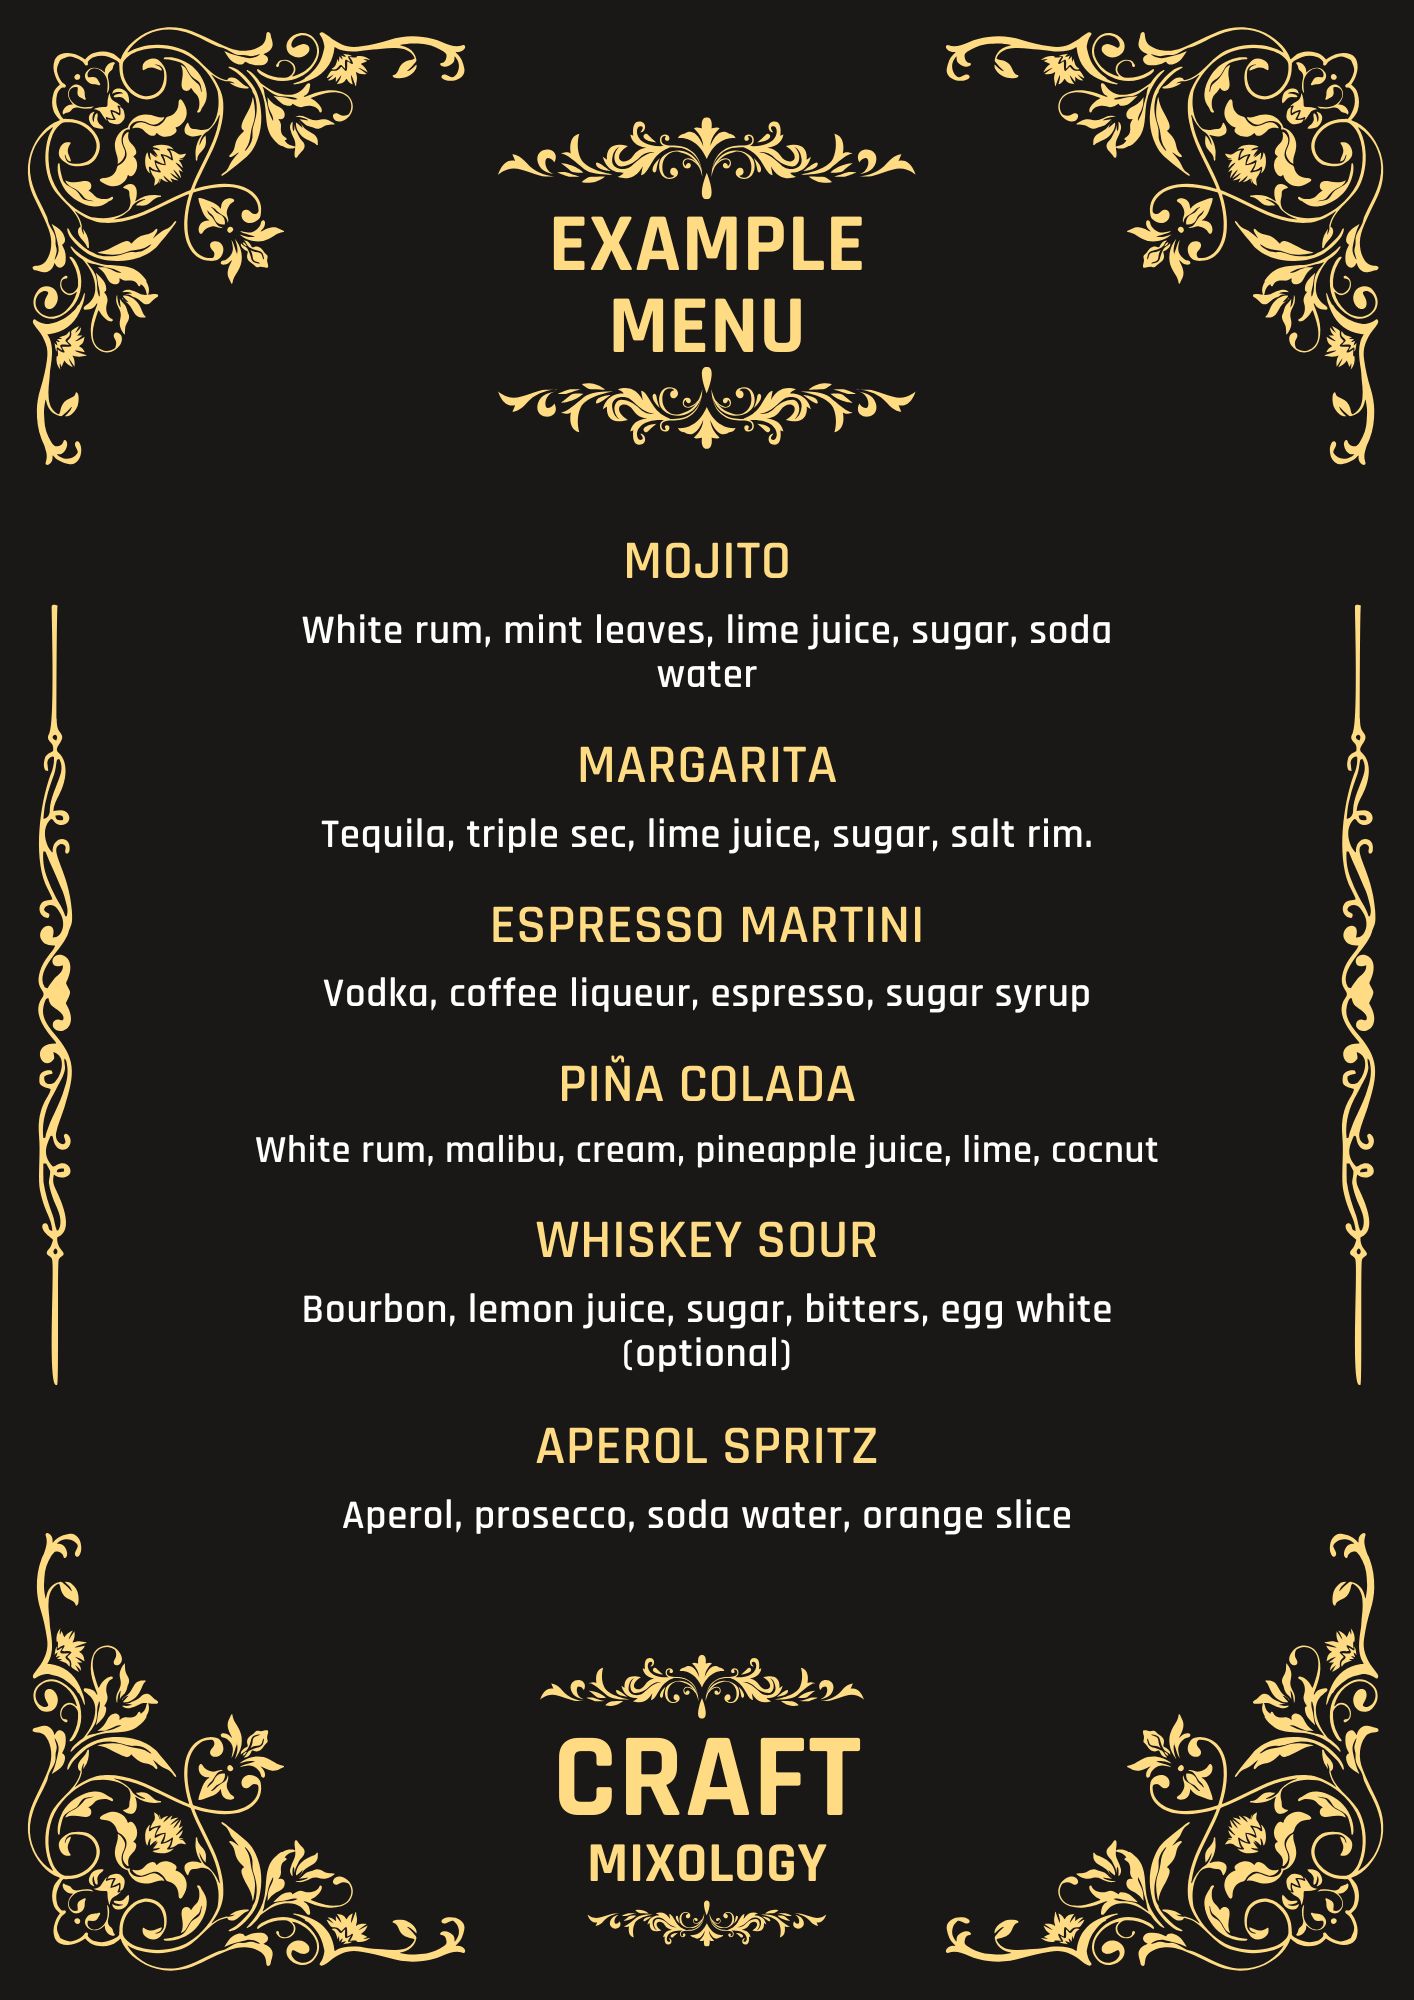 EXAMPLE
MENU
MOJITO
White rum, mint leaves, lime juice, sugar, soda
water
MARGARITA
Tequila, triple sec, lime juice, sugar, salt rim.
ESPRESSO MARTINI
Vodka, coffee liqueur, espresso, sugar syrup
PIÑA COLADA
White rum, malibu, cream, pineapple juice, lime, cocnut
WHISKEY SOUR
Bourbon, lemon juice, sugar, bitters, egg white
(optional)
APEROL SPRITZ
Aperol, prosecco, soda water, orange slice
CRAFT
MIXOLOGY